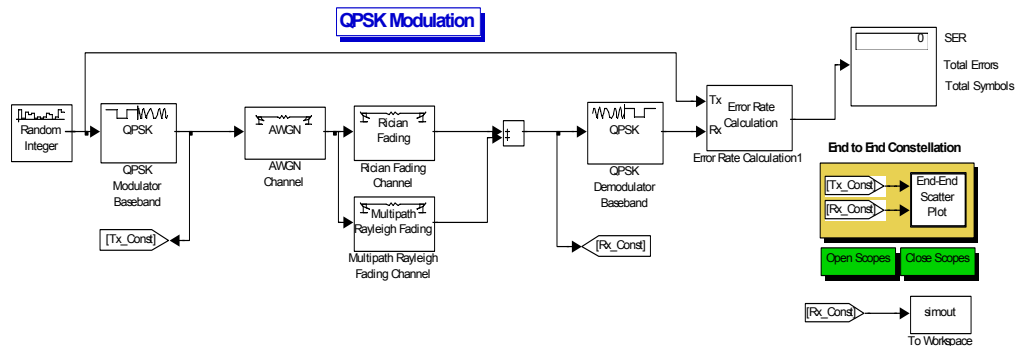 QPSK Modulation
0
SER
Total Errors
Total Symbols
Random
Integer
QPSK
QPSK
Modulator
Baseband
AWGN
AWGN
Channel
Rician
Fading
Rician Fading
Channel
Multipath
Rayleigh Fading
Multipath Rayleigh
Fading Channel
QPSK
QPSK
Demodulator
Baseband
Tx
Rx
Error Rate
Calculation
Error Rate Calculation1
[Tx_Const]
[Rx_Const]
End to End Constellation
[Tx_Const]
[Rx_Const]
End-End
Scatter
Plot
Open Scopes
Close Scopes
[Rx_Const]
simout
To Workspace